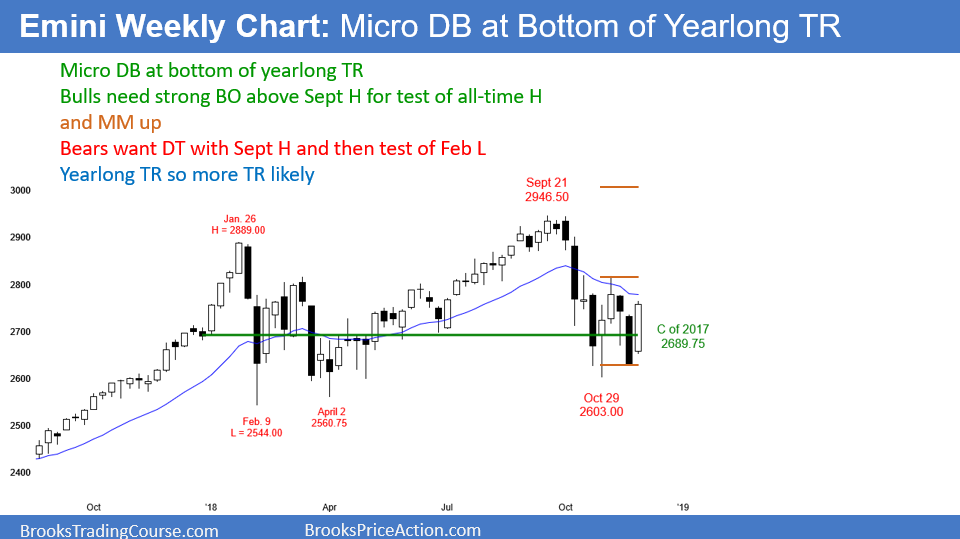 Emini Weekly Chart: Micro DB at Bottom of Yearlong TR
Micro DB at bottom of yearlong TR
Bulls need strong BO above Sept H for test of all-time H
and MM up
Bears want DT with Sept H and then test of Feb L
Yearlong TR so more TR likely
3000
2900
2800
2700
2600
2500
2400
Jan. 26
H = 2889.00
Sept 21
2946.50
C of 2017
2689.75
Feb. 9
L = 2544.00
April 2
2560.75
Oct 29
2603.00
Oct
'18
Apr
Jul
Oct
'19
BrooksTradingCourse.com
BrooksPriceAction.com